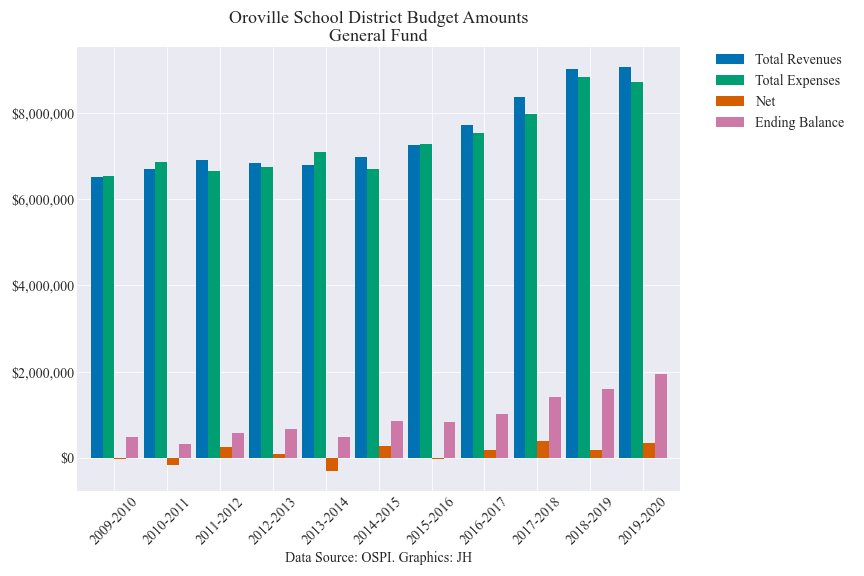 Oroville School District Budget Amounts
General Fund
Total Revenues
Total Expenses
Net
Ending Balance
$8,000,000
$6,000,000
$4,000,000
$2,000,000
$0
2009-2010
2010-2011
2011-2012
2012-2013
2013-2014
2014-2015
2015-2016
2016-2017
2017-2018
2018-2019
2019-2020
Data Source: OSPI. Graphics: JH